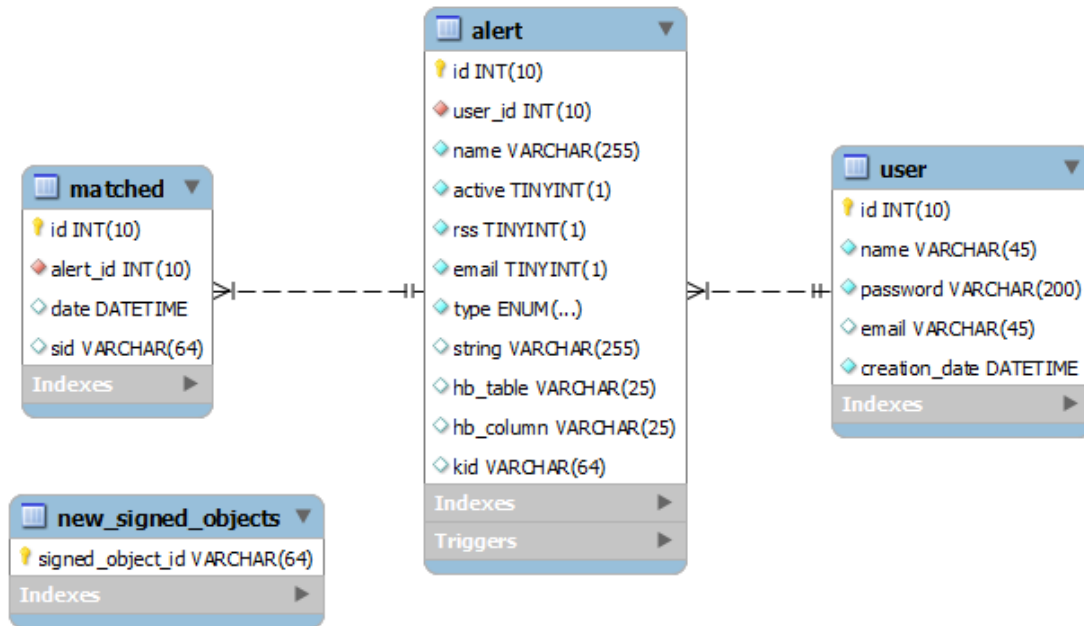 alert
id INT(10)
user_id INT(10)
name VARCHAR(255)
active TINYINT(1)
rss TINYINT(1)
email TINYINT(1)
type ENUM(...)
string VARCHAR(255)
hb_table VARCHAR(25)
hb_column VARCHAR(25)
kid VARCHAR(64)
Indexes
Triggers
matched
id INT(10)
alert_id INT(10)
date DATETIME
sid VARCHAR(64)
Indexes
user
id INT(10)
name VARCHAR(45)
password VARCHAR(200)
email VARCHAR(45)
creation_date DATETIME
Indexes
new_signed_objects
signed_object_id VARCHAR(64)
Indexes